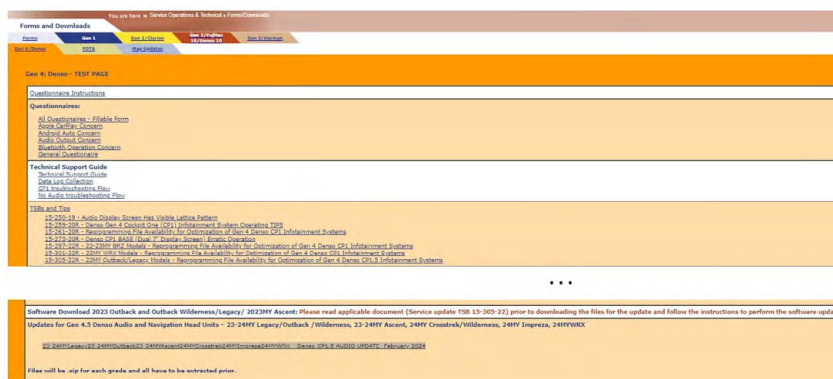 You are here » Service Operations & Technical » Forms/Downloads
Forms and Downloads
Forms Gen 1 Gen 2/Clarion Gen 3/Fujitsu 10/Denso 10 Gen 3/Harman
Gen 4/Denso FOTA Map Updates
Gen 4: Denso - TEST PAGE
Questionnaire Instructions
Questionnaires:
All Questionaires - Fillable Form
Apple CarPlay Concern
Android Auto Concern
Audio Output Concern
Bluetooth Operation Concern
General Questionaire
Technical Support Guide
Technical Support Guide
Data Log Collection
CP1 troubleshooting Flow
No Audio troubleshooting Flow
TSBs and Tips
15-250-19 - Audio Display Screen Has Visible Lattice Pattern
15-259-20R - Denso Gen 4 Cockpit One (CP1) Infotainment System Operating TIPS
15-261-20R - Reprogramming File Availability for Optimization of Gen 4 Denso CP1 Infotainment Systems
15-273-20R - Denso CP1 BASE (Dual 7" Display Screen) Erratic Operation
15-297-22R - 22-23MY BRZ Models - Reprogramming File Availability for Optimization of Gen 4 Denso CP1 Infotainment Systems
15-301-22R - 22MY WRX Models - Reprogramming File Availability for Optimization of Gen 4 Denso CP1 Infotainment Systems
15-305-22R - 23MY Outback/Legacy Models - Reprogramming File Availability for Optimization of Gen 4 Denso CP1.5 Infotainment Systems
...
Software Download 2023 Outback and Outback Wilderness/Legacy/ 2023MY Ascent: Please read applicable document (Service update TSB 15-305-22) prior to downloading the files for the update and follow the instructions to perform the software upda
Updates for Gen 4.5 Denso Audio and Navigation Head Units – 23-24MY Legacy/Outback /Wilderness, 23-24MY Ascent, 24MY Crosstrek/Wilderness, 24MY Impreza, 24MYWRX
23-24MYLegacy23-24MYOutback23-24MYAscent24MYCrosstrek24MYImpreza24MYWRX Denso CP1.5 AUDIO UPDATE February 2024
Files will be .zip for each grade and all have to be extracted prior.